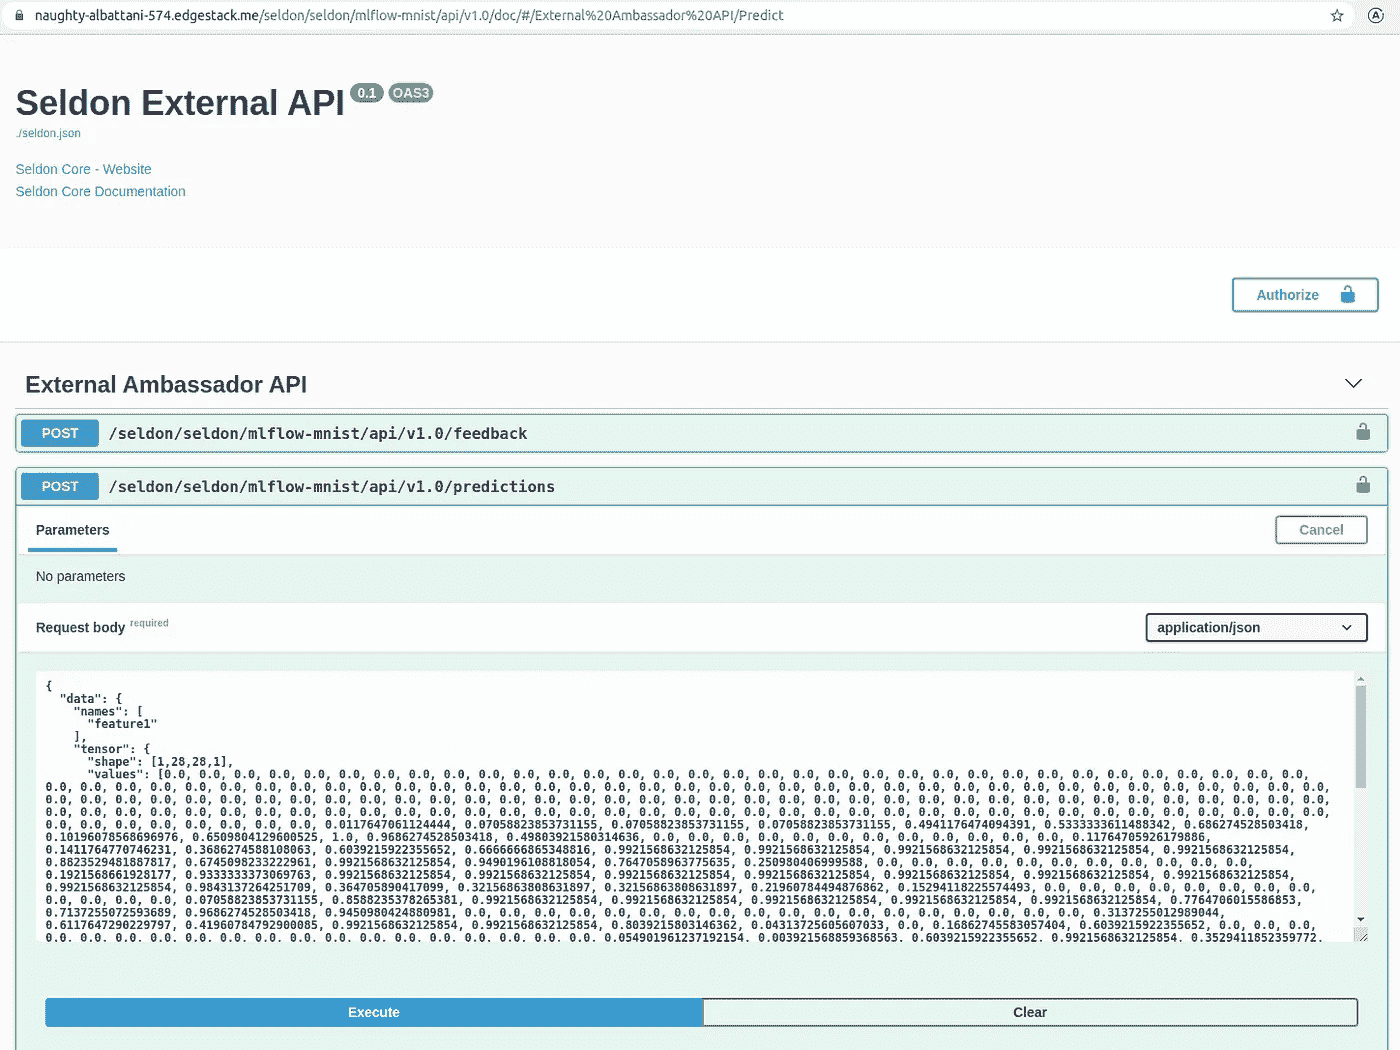 naughty-albattani-574.edgestack.me/seldon/seldon/mlflow-mnist/api/v1.0/doc/#/External%20Ambassador%20API/Predict
Seldon External API 0.1 OAS3
./seldon.json
Seldon Core - Website
Seldon Core Documentation
Authorize
External Ambassador API
POST /seldon/seldon/mlflow-mnist/api/v1.0/feedback
POST /seldon/seldon/mlflow-mnist/api/v1.0/predictions
Parameters Cancel
No parameters
Request body required application/json
{
"data": {
"names": [
"feature1"
],
"tensor": {
"shape": [1,28,28,1],
"values": [0.0, 0.0, 0.0, 0.0, 0.0, 0.0, 0.0, 0.0, 0.0, 0.0, 0.0, 0.0, 0.0, 0.0, 0.0, 0.0, 0.0, 0.0, 0.0, 0.0, 0.0, 0.0, 0.0, 0.0, 0.0, 0.0, 0.0, 0.0, 0.0, 0.0, 0.0, 0.0, 0.0,
0.0, 0.0, 0.0, 0.0, 0.0, 0.0, 0.0, 0.0, 0.0, 0.0, 0.0, 0.0, 0.0, 0.0, 0.0, 0.0, 0.0, 0.0, 0.0, 0.0, 0.0, 0.0, 0.0, 0.0, 0.0, 0.0, 0.0, 0.0, 0.0, 0.0, 0.0, 0.0, 0.0, 0.0, 0.0, 0.0, 0.0,
0.0, 0.0, 0.0, 0.0, 0.0, 0.0, 0.0, 0.0, 0.0, 0.0, 0.0, 0.0, 0.0, 0.0, 0.0, 0.0, 0.0, 0.0, 0.0, 0.0, 0.0, 0.0, 0.0, 0.0, 0.0, 0.0, 0.0, 0.0, 0.0, 0.0, 0.0, 0.0, 0.0, 0.0, 0.0, 0.0, 0.0,
0.0, 0.0, 0.0, 0.0, 0.0, 0.0, 0.0, 0.0, 0.0, 0.0, 0.0, 0.0, 0.0, 0.0, 0.0, 0.0, 0.0, 0.0, 0.0, 0.0, 0.0, 0.0, 0.0, 0.0, 0.0, 0.0, 0.0, 0.0, 0.0, 0.0, 0.0, 0.0, 0.0, 0.0, 0.0, 0.0, 0.0,
0.0, 0.0, 0.0, 0.0, 0.0, 0.0, 0.0, 0.0, 0.0117647061124444, 0.07058823853731155, 0.07058823853731155, 0.07058823853731155, 0.4941176474094391, 0.5333333611488342, 0.686274528503418,
0.10196078568696976, 0.6509804129600525, 1.0, 0.9686274528503418, 0.49803921580314636, 0.0, 0.0, 0.0, 0.0, 0.0, 0.0, 0.0, 0.0, 0.0, 0.0, 0.0, 0.0, 0.11764705926179886,
0.1411764770746231, 0.3686274588108063, 0.6039215922355652, 0.6666666865348816, 0.9921568632125854, 0.9921568632125854, 0.9921568632125854, 0.9921568632125854, 0.9921568632125854,
0.8823529481887817, 0.6745098233222961, 0.9921568632125854, 0.9490196108818054, 0.7647058963775635, 0.250980406999588, 0.0, 0.0, 0.0, 0.0, 0.0, 0.0, 0.0, 0.0, 0.0, 0.0, 0.0,
0.1921568661928177, 0.9333333373069763, 0.9921568632125854, 0.9921568632125854, 0.9921568632125854, 0.9921568632125854, 0.9921568632125854, 0.9921568632125854, 0.9921568632125854,
0.9921568632125854, 0.9843137264251709, 0.364705890417099, 0.32156863808631897, 0.32156863808631897, 0.21960784494876862, 0.15294118225574493, 0.0, 0.0, 0.0, 0.0, 0.0, 0.0, 0.0, 0.0,
0.0, 0.0, 0.0, 0.0, 0.07058823853731155, 0.8588235378265381, 0.9921568632125854, 0.9921568632125854, 0.9921568632125854, 0.9921568632125854, 0.9921568632125854, 0.7764706015586853,
0.7137255072593689, 0.9686274528503418, 0.9450980424880981, 0.0, 0.0, 0.0, 0.0, 0.0, 0.0, 0.0, 0.0, 0.0, 0.0, 0.0, 0.0, 0.0, 0.0, 0.0, 0.0, 0.0, 0.0, 0.3137255012989044,
0.6117647290229797, 0.41960784792900085, 0.9921568632125854, 0.9921568632125854, 0.8039215803146362, 0.04313725605607033, 0.0, 0.16862745583057404, 0.6039215922355652, 0.0, 0.0, 0.0,
0.0, 0.0, 0.0, 0.0, 0.0, 0.0, 0.0, 0.0, 0.0, 0.0, 0.0, 0.0, 0.0, 0.0, 0.0, 0.0, 0.054901961237192154, 0.003921568859368563, 0.6039215922355652, 0.9921568632125854, 0.3529411852359772,
Execute Clear